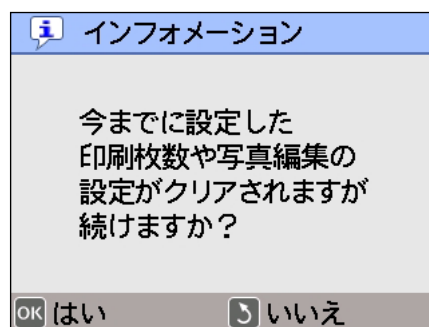 インフォメーション
今までに設定した
印刷枚数や写真編集の
設定がクリアされますが
続けますか？
OK はい いいえ